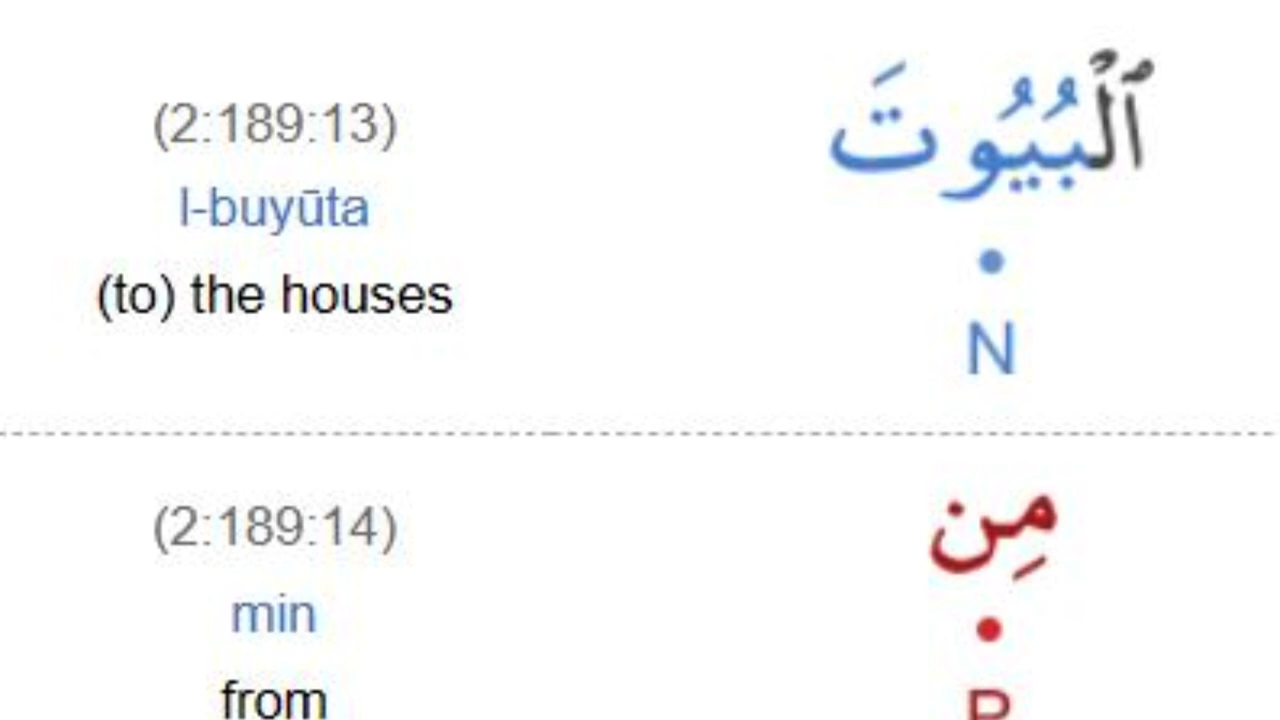 (2:189:13)
l-buyūta
(to) the houses
ٱلْبُيُوتَ
N
(2:189:14)
min
from
مِن
P